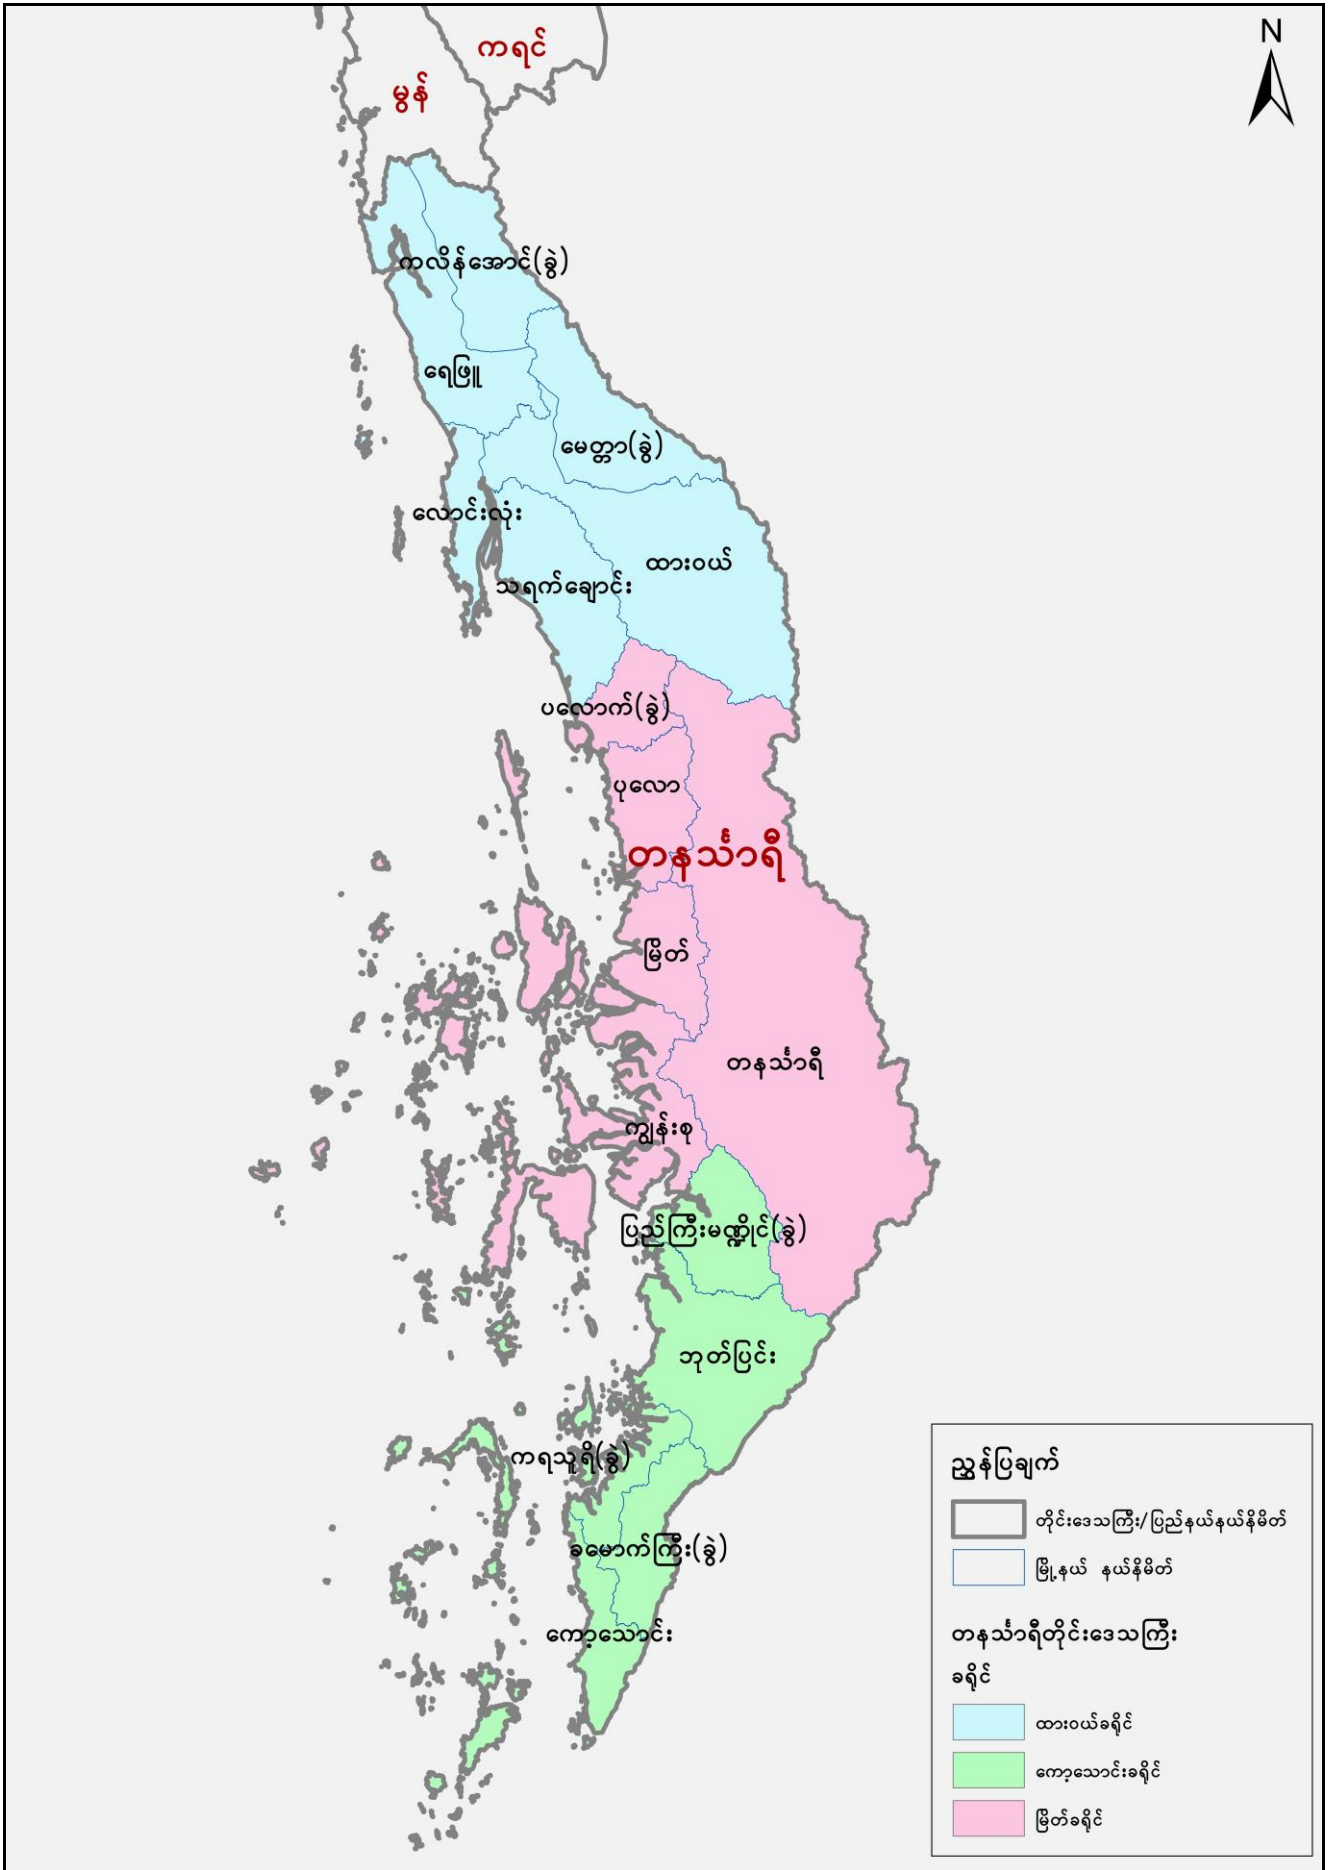 ကရင်
N
မွန်
ကလိန်အောင်(ခွဲ)
ရေဖြူ
မေတ္တာ(ခွဲ)
လောင်းလုံး
ထားဝယ်
သရက်ချောင်း
ပလောက်(ခွဲ)
ပုလော
တနင်္သာရီ
မြိတ်
တနင်္သာရီ
ကျွန်းစု
ပြည်ကြီးမဏ္ဍိုင်(ခွဲ)
ဘုတ်ပြင်း
ကရသူရိ(ခွဲ)
ခမောက်ကြီး(ခွဲ)
ကော့သောင်း
ညွှန်ပြချက်
တိုင်းဒေသကြီး/ပြည်နယ်နယ်နိမိတ်
မြို့နယ် နယ်နိမိတ်
တနင်္သာရီတိုင်းဒေသကြီး
ခရိုင်
ထားဝယ်ခရိုင်
ကော့သောင်းခရိုင်
မြိတ်ခရိုင်